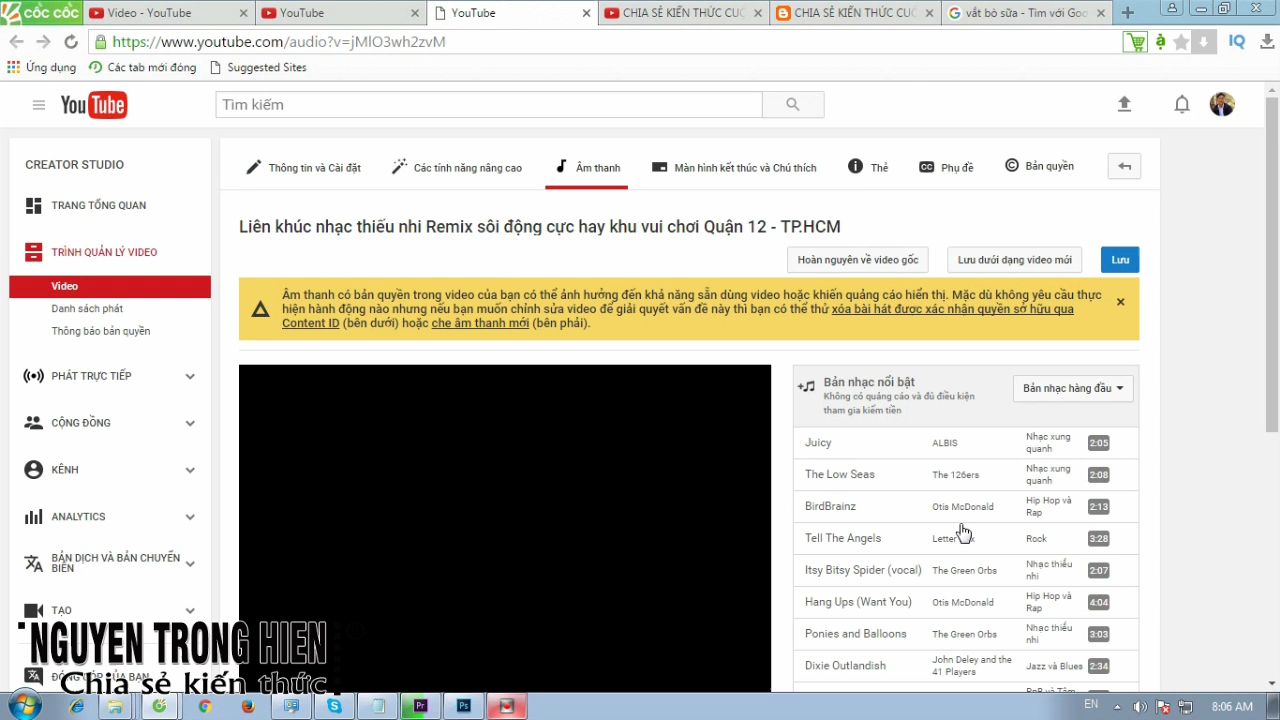 cốc cốc
Video - YouTube
YouTube
YouTube
CHIA SẺ KIẾN THỨC CUỘ
CHIA SẺ KIẾN THỨC CUỘ
vắt bò sữa - Tìm với Goo
https://www.youtube.com/audio?v=jMlO3wh2zvM
IQ
Ứng dụng
Các tab mới đóng
Suggested Sites
YouTube
Tìm kiếm
CREATOR STUDIO
TRANG TỔNG QUAN
TRÌNH QUẢN LÝ VIDEO
Video
Danh sách phát
Thông báo bản quyền
PHÁT TRỰC TIẾP
CỘNG ĐỒNG
KÊNH
ANALYTICS
BẢN DỊCH VÀ BẢN CHUYỂN
BIẾN
TẠO
Thông tin và Cài đặt
Các tính năng nâng cao
Âm thanh
Màn hình kết thúc và Chú thích
Thẻ
CC Phụ đề
Bản quyền
Liên khúc nhạc thiếu nhi Remix sôi động cực hay khu vui chơi Quận 12 - TP.HCM
Hoàn nguyên về video gốc
Lưu dưới dạng video mới
Lưu
Âm thanh có bản quyền trong video của bạn có thể ảnh hưởng đến khả năng sẵn dùng video hoặc khiến quảng cáo hiển thị. Mặc dù không yêu cầu thực
hiện hành động nào nhưng nếu bạn muốn chỉnh sửa video để giải quyết vấn đề này thì bạn có thể thử xóa bài hát được xác nhận quyền sở hữu qua
Content ID (bên dưới) hoặc che âm thanh mới (bên phải).
Bản nhạc nổi bật
Không có quảng cáo và đủ điều kiện
tham gia kiếm tiền
Bản nhạc hàng đầu
Juicy ALBIS Nhạc xung quanh 2:05
The Low Seas The 126ers Nhạc xung quanh 2:08
BirdBrainz Otis McDonald Hip Hop và Rap 2:13
Tell The Angels Letter Rock 3:28
Itsy Bitsy Spider (vocal) The Green Orbs Nhạc thiếu nhi 2:07
Hang Ups (Want You) Otis McDonald Hip Hop và Rap 4:04
Ponies and Balloons The Green Orbs Nhạc thiếu nhi 3:03
Dixie Outlandish John Deley and the 41 Players Jazz và Blues 2:34
NGUYEN TRONG HIEN
Chia sẻ kiến thức
EN
8:06 AM